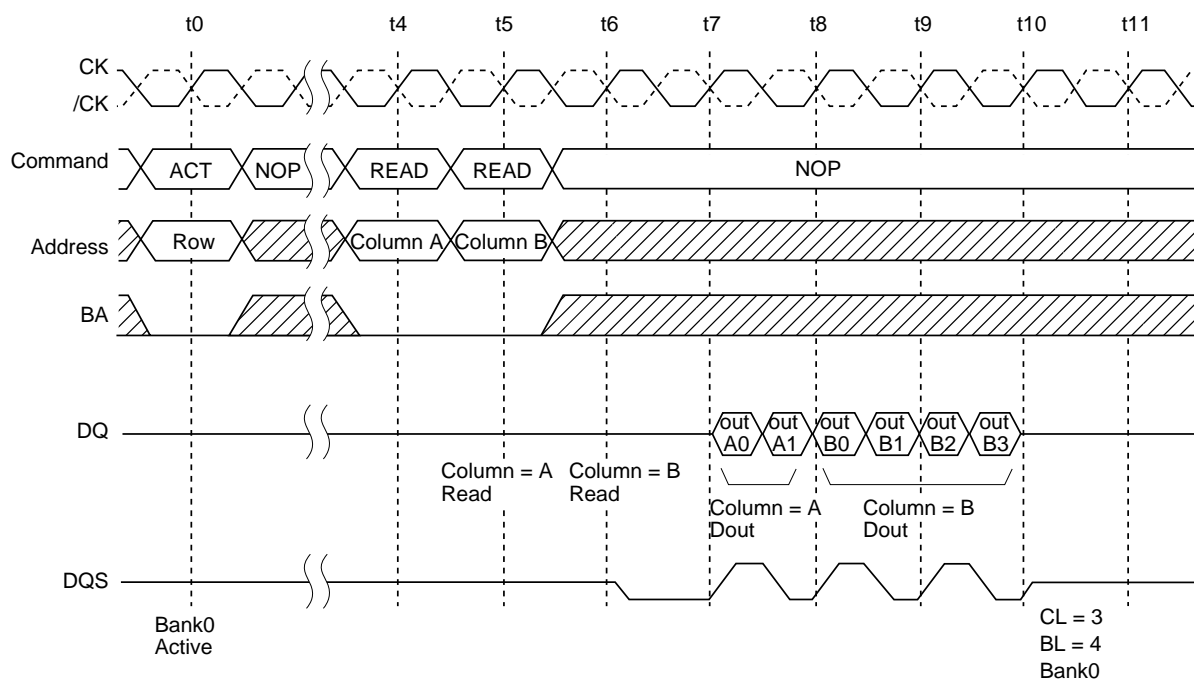 t0 t4 t5 t6 t7 t8 t9 t10 t11
CK
/CK
Command ACT NOP READ READ NOP
Address Row Column A Column B
BA
DQ out A0 out A1 out B0 out B1 out B2 out B3
Column = A Read
Column = B Read
Column = A Dout
Column = B Dout
DQS
Bank0
Active
CL = 3
BL = 4
Bank0